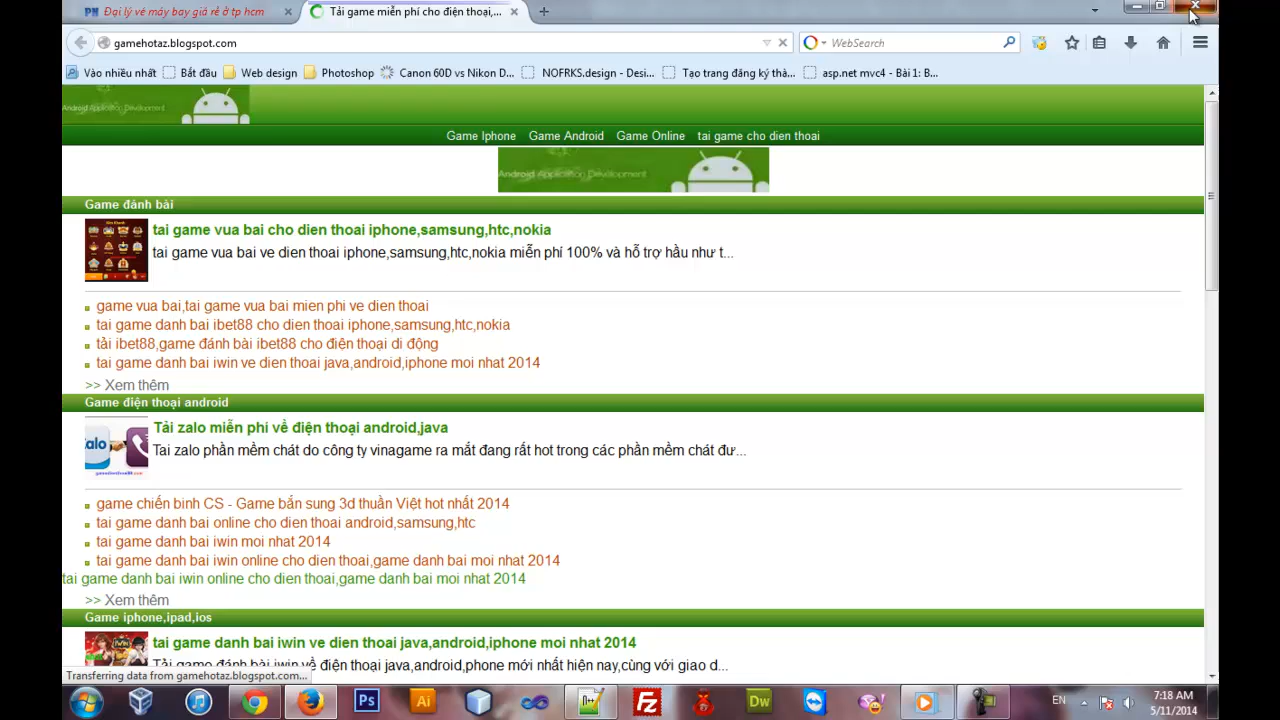 Đại lý vé máy bay giá rẻ ở tp hcm
Tải game miễn phí cho điện thoại,...
gamehotaz.blogspot.com
WebSearch
Vào nhiều nhất Bắt đầu Web design Photoshop Canon 60D vs Nikon D... NOFRKS.design - Desi... Tạo trang đăng ký thà... asp.net mvc4 - Bài 1: B...
Android Application Development
Game Iphone Game Android Game Online tai game cho dien thoai
Android Application Development
Game đánh bài
tai game vua bai cho dien thoai iphone,samsung,htc,nokia
tai game vua bai ve dien thoai iphone,samsung,htc,nokia miễn phí 100% và hỗ trợ hầu như t...
game vua bai,tai game vua bai mien phi ve dien thoai
tai game danh bai ibet88 cho dien thoai iphone,samsung,htc,nokia
tải ibet88,game đánh bài ibet88 cho điện thoại di động
tai game danh bai iwin ve dien thoai java,android,iphone moi nhat 2014
>> Xem thêm
Game điện thoại android
Tải zalo miễn phi về điện thoại android,java
Tai zalo phần mềm chát do công ty vinagame ra mắt đang rất hot trong các phần mềm chát đư...
game chiến binh CS - Game bắn sung 3d thuần Việt hot nhất 2014
tai game danh bai online cho dien thoai android,samsung,htc
tai game danh bai iwin moi nhat 2014
tai game danh bai iwin online cho dien thoai,game danh bai moi nhat 2014
tai game danh bai iwin online cho dien thoai,game danh bai moi nhat 2014
>> Xem thêm
Game iphone,ipad,ios
tai game danh bai iwin ve dien thoai java,android,iphone moi nhat 2014
Tải game đánh bài iwin về điện thoại java,android,phone mới nhất hiện nay,cùng với giao d...
Transferring data from gamehotaz.blogspot.com...
Ps Ai Fz Dw
EN
7:18 AM
5/11/2014